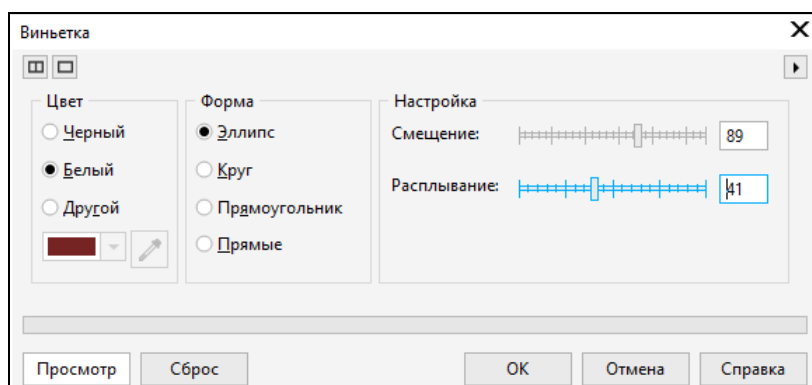 Виньетка
Цвет
Черный
Белый
Другой
Форма
Эллипс
Круг
Прямоугольник
Прямые
Настройка
Смещение: 89
Расплывание: 41
Просмотр Сброс OK Отмена Справка